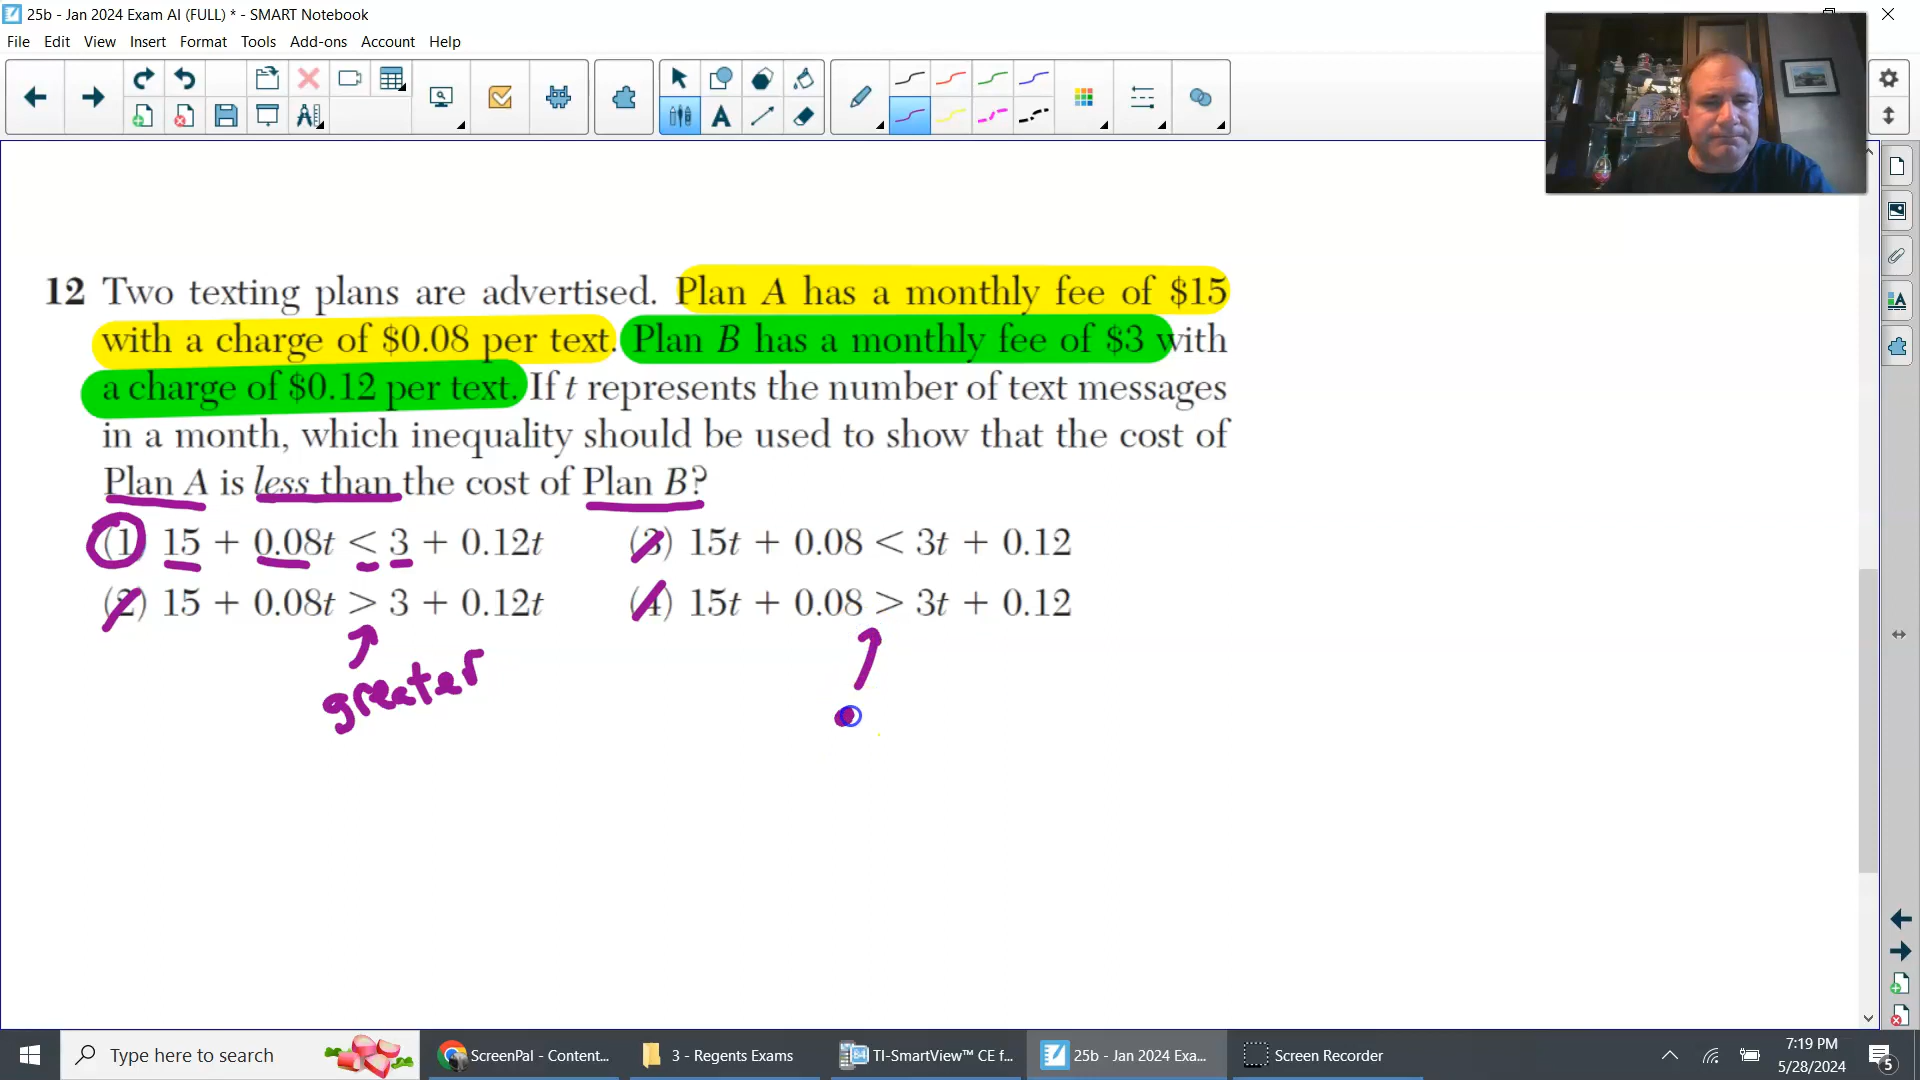 25b - Jan 2024 Exam AI (FULL) * - SMART Notebook
File Edit View Insert Format Tools Add-ons Account Help
12 Two texting plans are advertised. Plan A has a monthly fee of $15
with a charge of $0.08 per text. Plan B has a monthly fee of $3 with
a charge of $0.12 per text. If t represents the number of text messages
in a month, which inequality should be used to show that the cost of
Plan A is less than the cost of Plan B?
(1) 15 + 0.08t < 3 + 0.12t (3) 15t + 0.08 < 3t + 0.12
(2) 15 + 0.08t > 3 + 0.12t (4) 15t + 0.08 > 3t + 0.12
greater
Type here to search
ScreenPal - Content...
3 - Regents Exams
84
TI-SmartView™ CE f...
25b - Jan 2024 Exa...
Screen Recorder
7:19 PM
5/28/2024
5